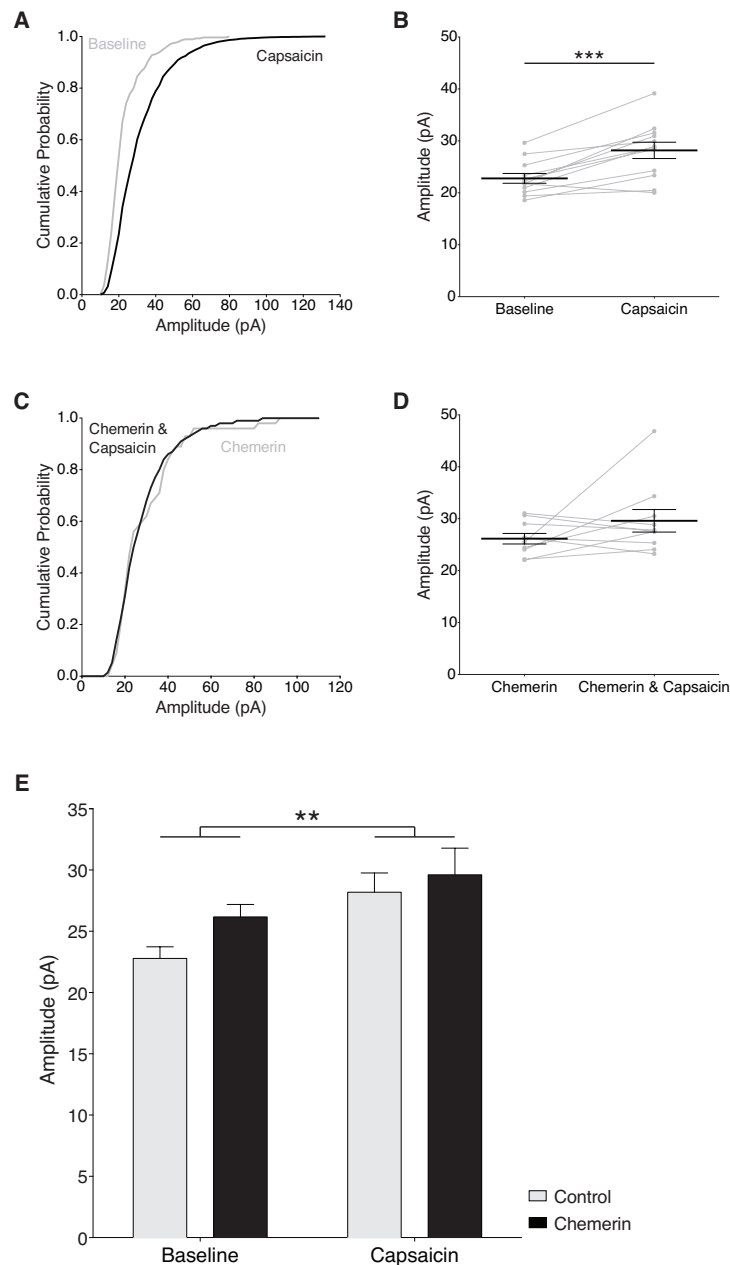 A
Baseline
Capsaicin
Cumulative Probability
1.0
0.8
0.6
0.4
0.2
0.0
0 20 40 60 80 100 120 140
Amplitude (pA)
B
***
Amplitude (pA)
50
40
30
20
10
0
Baseline Capsaicin
C
Chemerin &
Capsaicin
Chemerin
Cumulative Probability
1.0
0.8
0.6
0.4
0.2
0.0
0 20 40 60 80 100 120
Amplitude (pA)
D
Amplitude (pA)
50
40
30
20
10
0
Chemerin Chemerin & Capsaicin
E
**
Amplitude (pA)
35
30
25
20
15
10
5
0
Baseline Capsaicin
Control
Chemerin